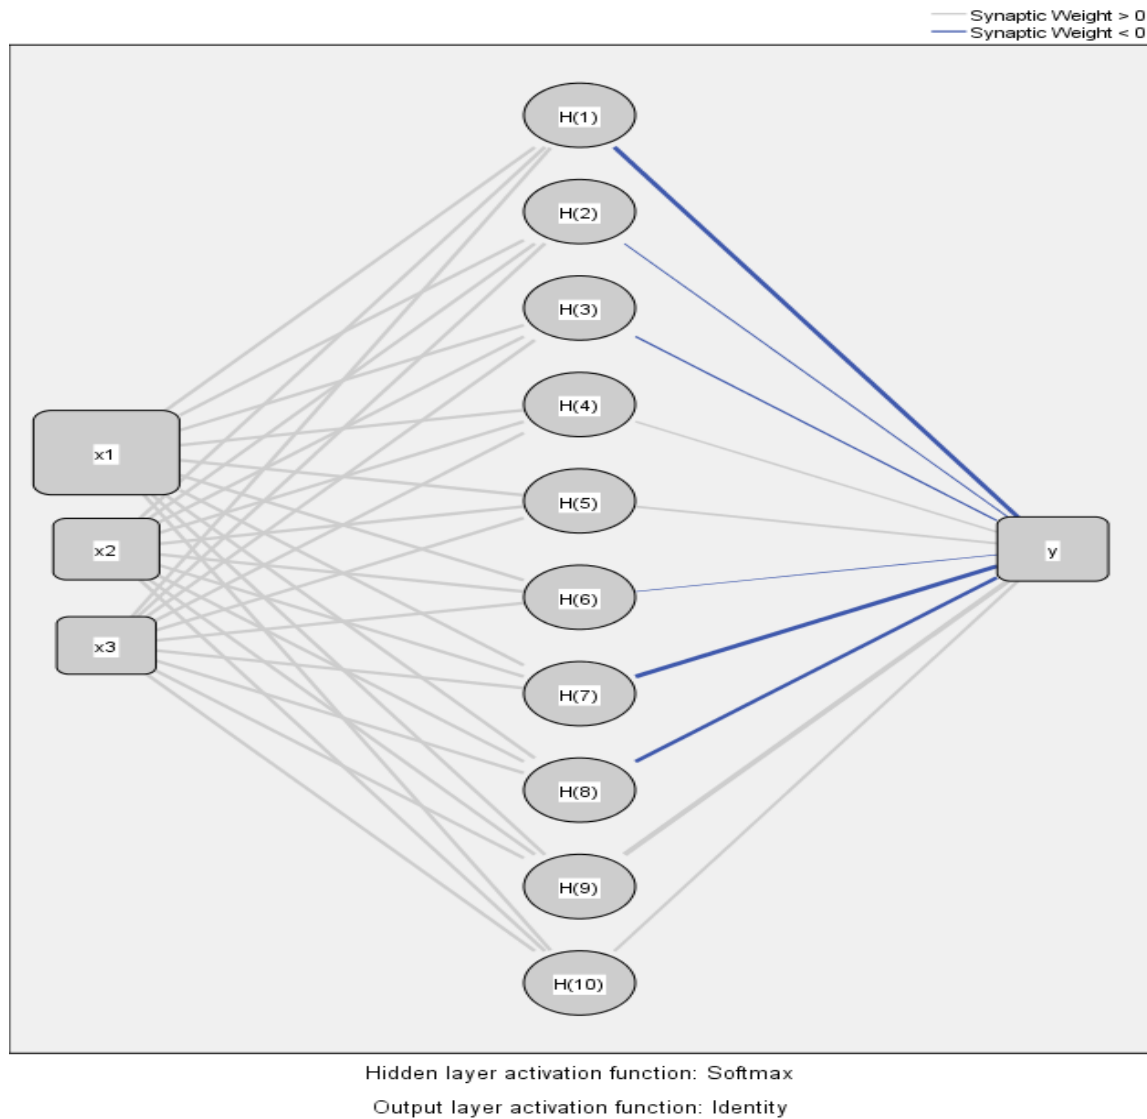 Synaptic Weight > 0
Synaptic Weight < 0
H(1)
H(2)
H(3)
H(4)
x1
H(5)
x2
y
H(6)
x3
H(7)
H(8)
H(9)
H(10)
Hidden layer activation function: Softmax
Output layer activation function: Identity